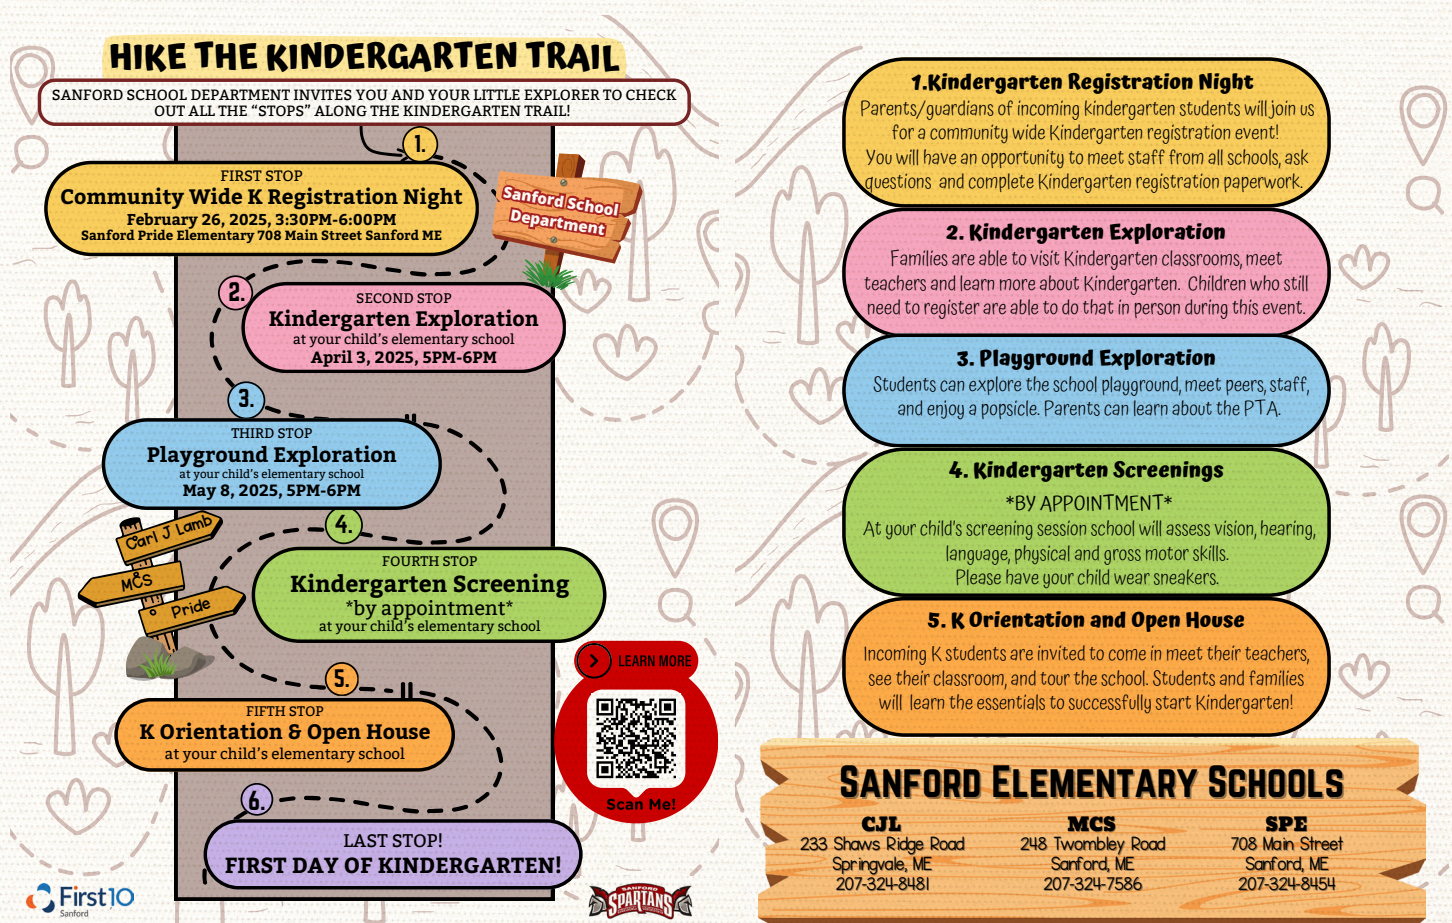 HIKE THE KINDERGARTEN TRAIL
SANFORD SCHOOL DEPARTMENT INVITES YOU AND YOUR LITTLE EXPLORER TO CHECK
OUT ALL THE “STOPS” ALONG THE KINDERGARTEN TRAIL!
1.
FIRST STOP
Community Wide K Registration Night
February 26, 2025, 3:30PM-6:00PM
Sanford Pride Elementary 708 Main Street Sanford ME
Sanford School
Department
2.
SECOND STOP
Kindergarten Exploration
at your child's elementary school
April 3, 2025, 5PM-6PM
3.
THIRD STOP
Playground Exploration
at your child's elementary school
May 8, 2025, 5PM-6PM
Carl J Lamb
MCS
Pride
4.
FOURTH STOP
Kindergarten Screening
*by appointment*
at your child's elementary school
5.
FIFTH STOP
K Orientation & Open House
at your child's elementary school
LEARN MORE
Scan Me!
6.
LAST STOP!
FIRST DAY OF KINDERGARTEN!
First10
Sanford
SANFORD
SPARTANS
1.Kindergarten Registration Night
Parents/guardians of incoming kindergarten students will join us
for a community wide Kindergarten registration event!
You will have an opportunity to meet staff from all schools, ask
questions and complete Kindergarten registration paperwork.
2. Kindergarten Exploration
Families are able to visit Kindergarten classrooms, meet
teachers and learn more about Kindergarten. Children who still
need to register are able to do that in person during this event.
3. Playground Exploration
Students can explore the school playground, meet peers, staff,
and enjoy a popsicle. Parents can learn about the PTA.
4. Kindergarten Screenings
*BY APPOINTMENT*
At your child's screening session school will assess vision, hearing,
language, physical and gross motor skills.
Please have your child wear sneakers.
5. K Orientation and Open House
Incoming K students are invited to come in meet their teachers,
see their classroom, and tour the school. Students and families
will learn the essentials to successfully start Kindergarten!
SANFORD ELEMENTARY SCHOOLS
CJL
233 Shaws Ridge Road
Springvale, ME
207-324-8481
MCS
248 Twombley Road
Sanford, ME
207-324-7586
SPE
708 Main Street
Sanford, ME
207-324-8454